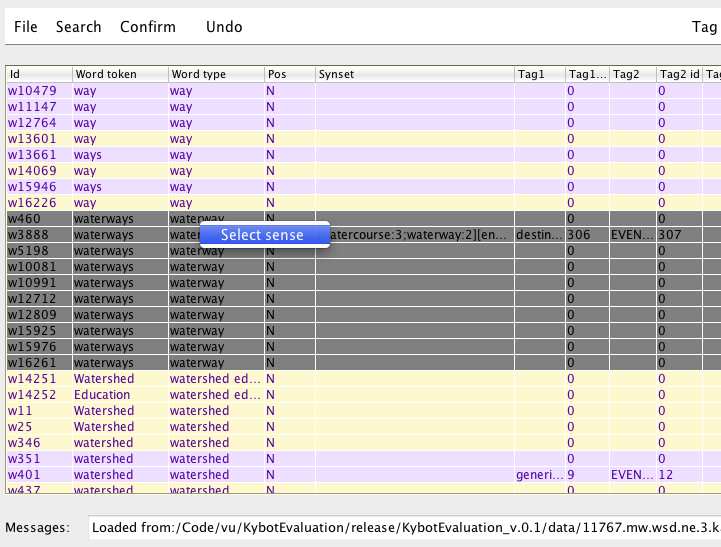 File Search Confirm Undo Tag
Id Word token Word type Pos Synset Tag1 Tag1... Tag2 Tag2 id Tag
w10479 way way N 0 0
w11147 way way N 0 0
w12764 way way N 0 0
w13601 way way N 0 0
w13661 ways way N 0 0
w14069 way way N 0 0
w15946 ways way N 0 0
w16226 way way N 0 0
w460 waterways waterway N 0 0
w3888 waterways water Select sense atercourse:3;waterway:2][en... destin... 306 EVEN... 307
w5198 waterways waterway N 0 0
w10081 waterways waterway N 0 0
w10991 waterways waterway N 0 0
w12712 waterways waterway N 0 0
w12809 waterways waterway N 0 0
w15925 waterways waterway N 0 0
w15976 waterways waterway N 0 0
w16261 waterways waterway N 0 0
w14251 Watershed watershed ed... N 0 0
w14252 Education watershed ed... N 0 0
w11 Watershed watershed N 0 0
w25 Watershed watershed N 0 0
w346 watershed watershed N 0 0
w351 watershed watershed N 0 0
w401 watershed watershed N generi... 9 EVEN... 12
w437 watershed watershed N 0 0
Messages: Loaded from:/Code/vu/KybotEvaluation/release/KybotEvaluation_v.0.1/data/11767.mw.wsd.ne.3.k